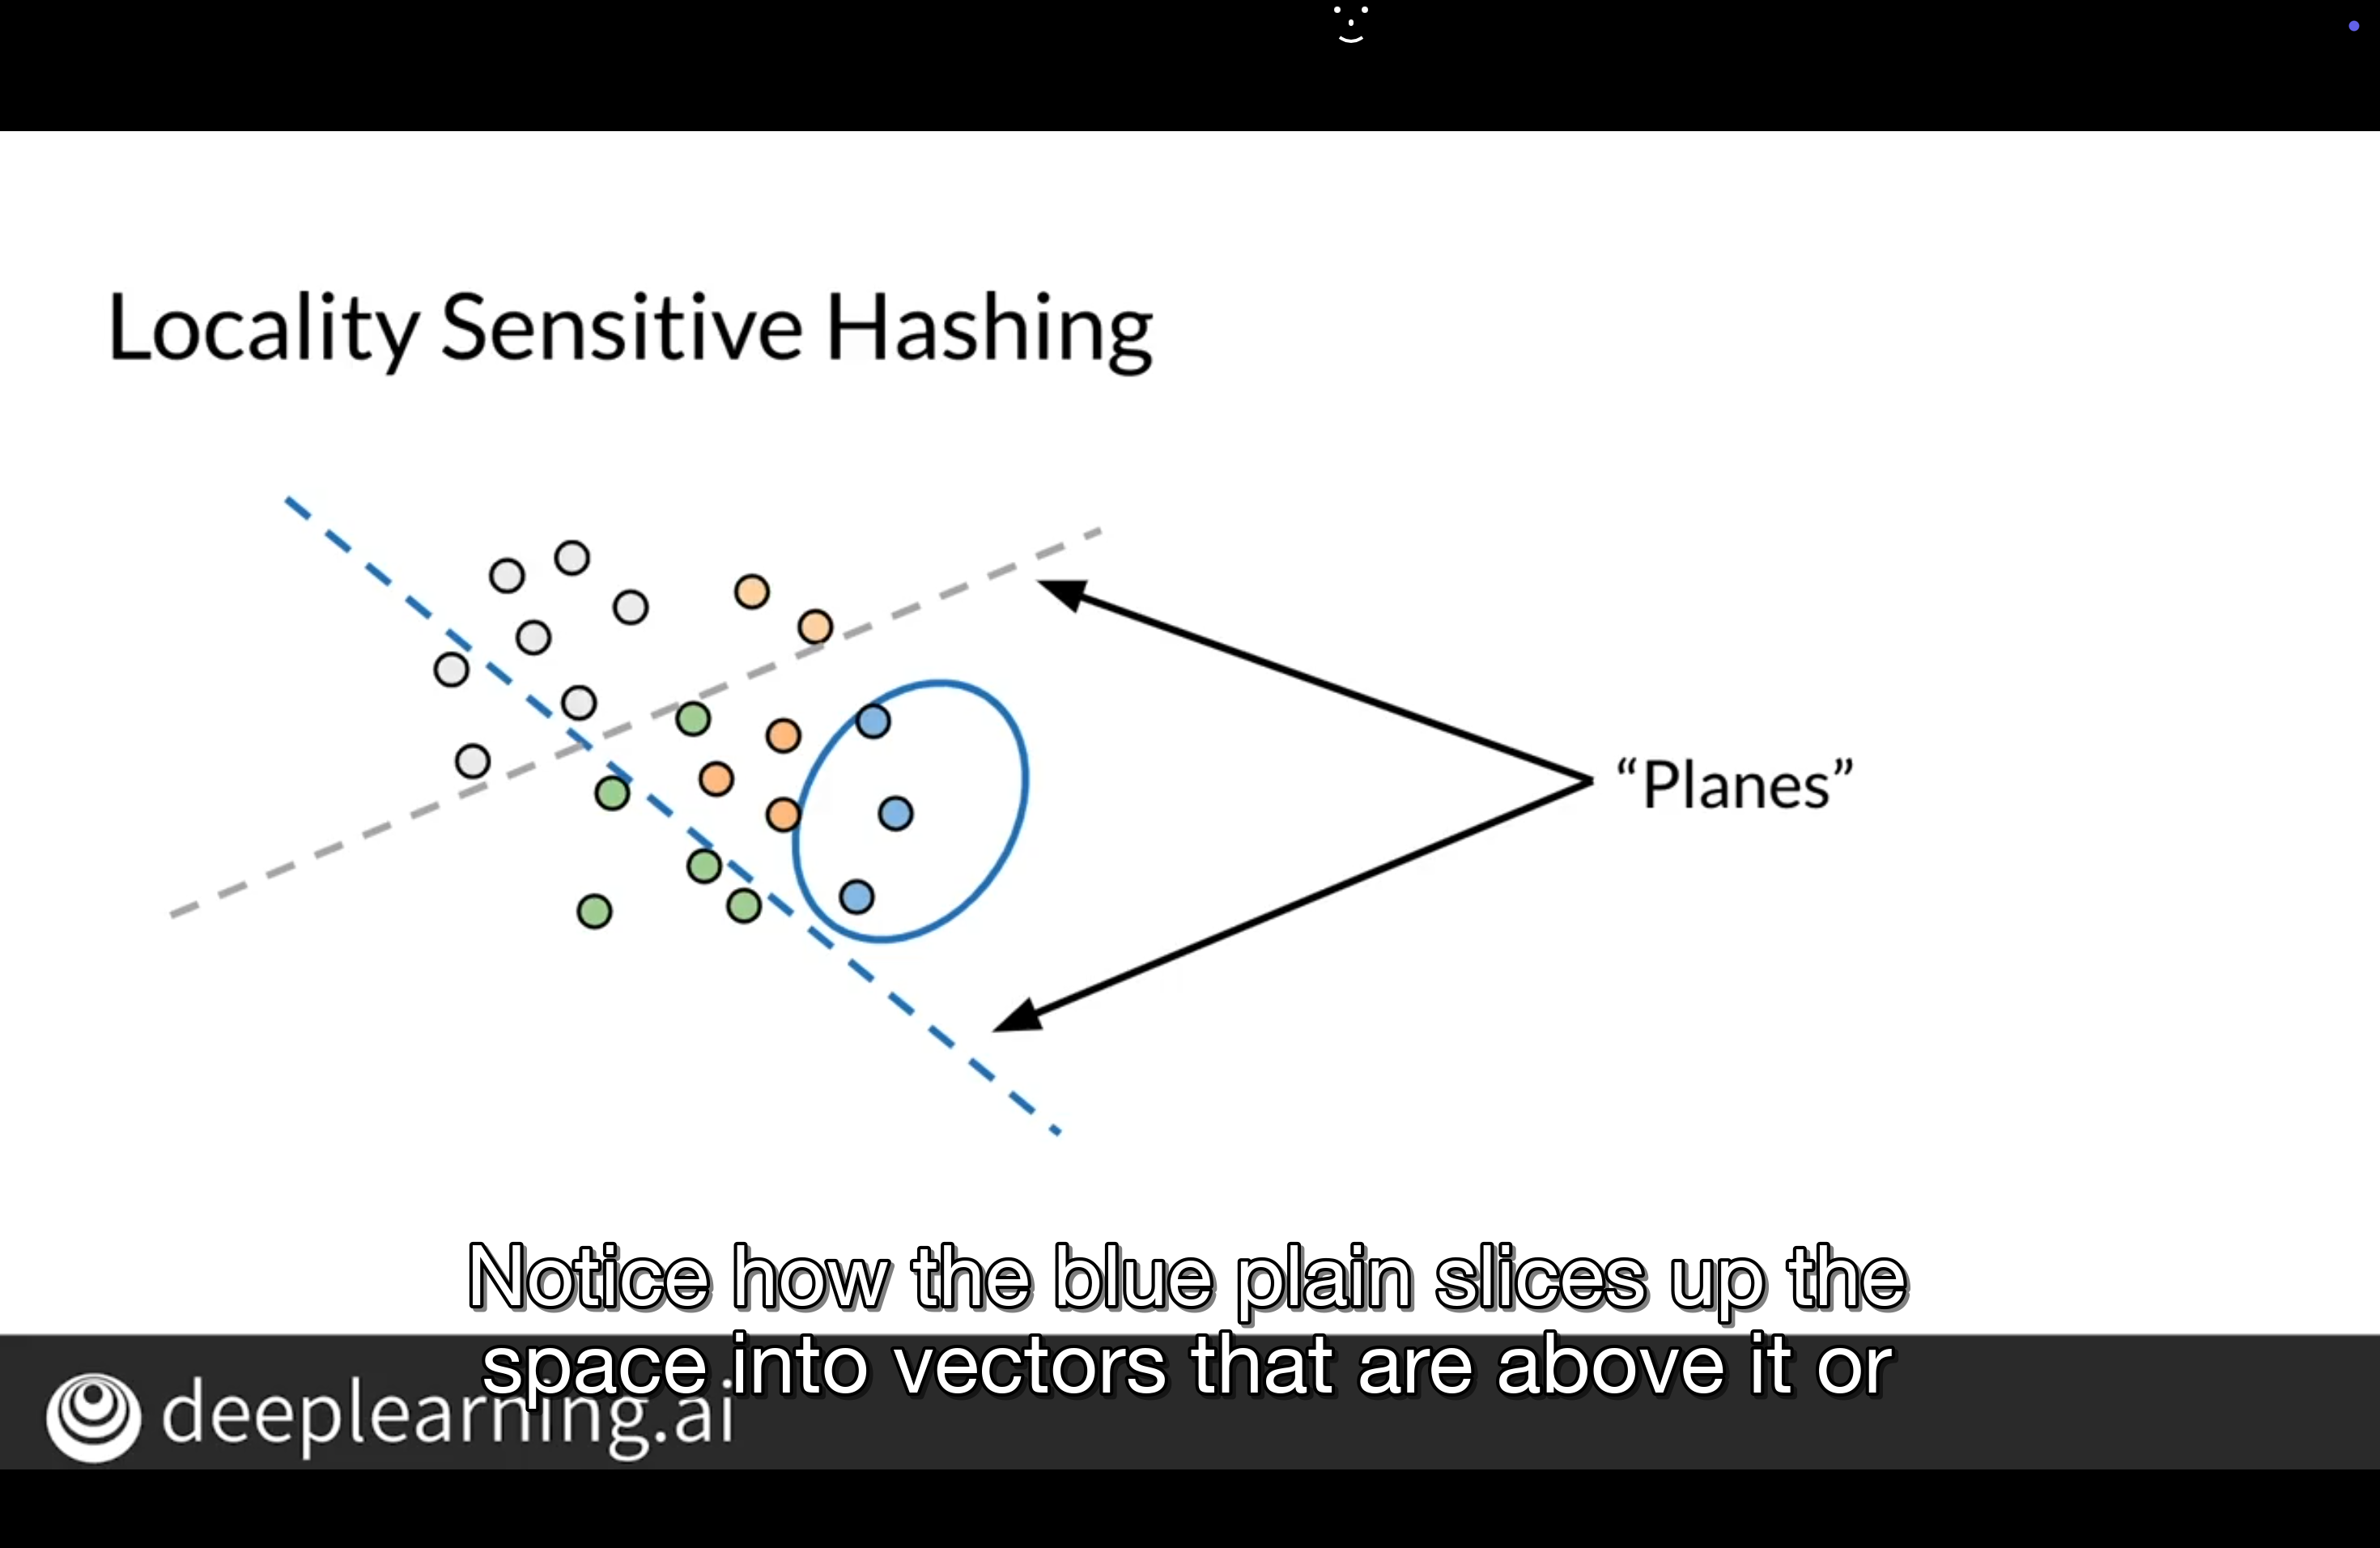 Locality Sensitive Hashing
“Planes”
Notice how the blue plain slices up the
space into vectors that are above it or
deeplearning.ai